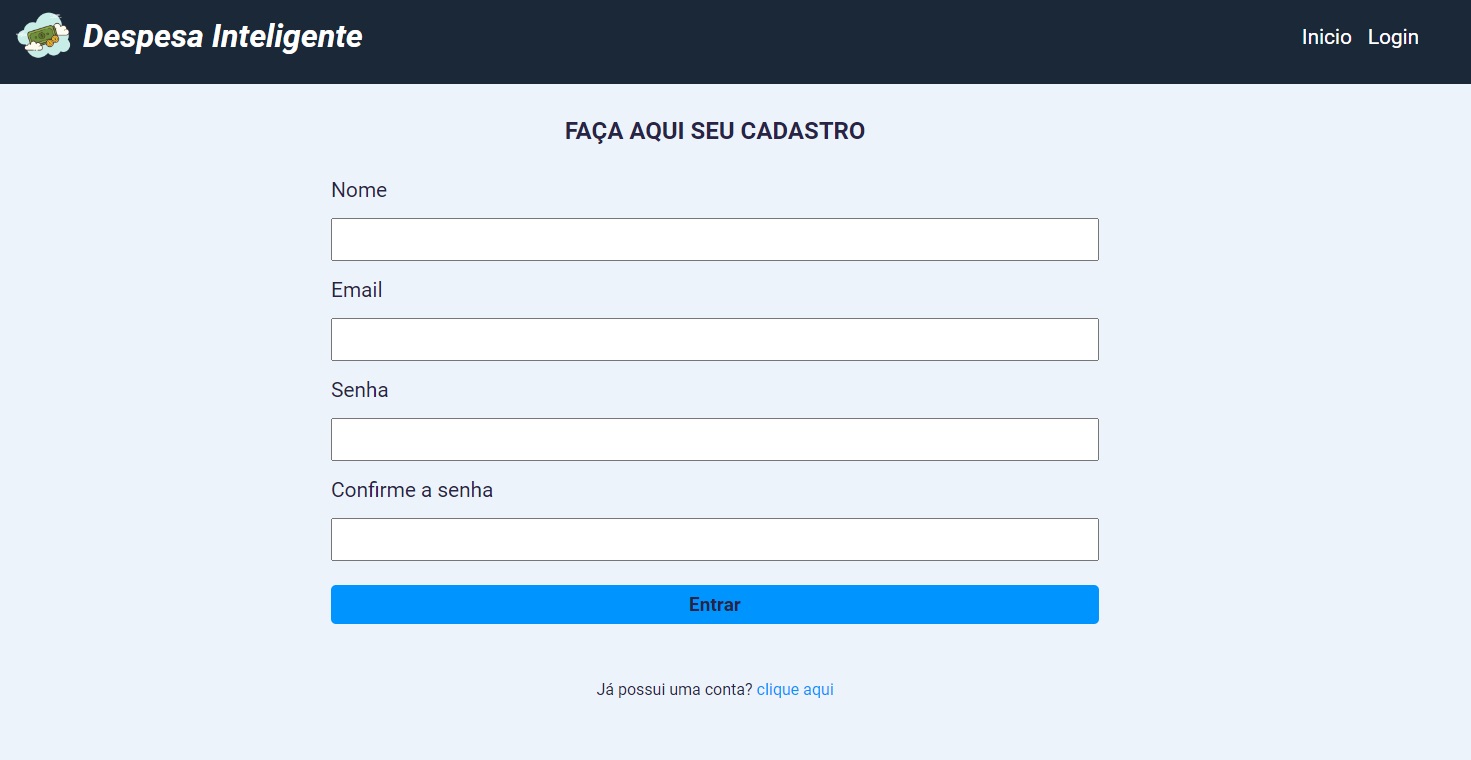 Despesa Inteligente
Inicio Login
FAÇA AQUI SEU CADASTRO
Nome
Email
Senha
Confirme a senha
Entrar
Já possui uma conta? clique aqui